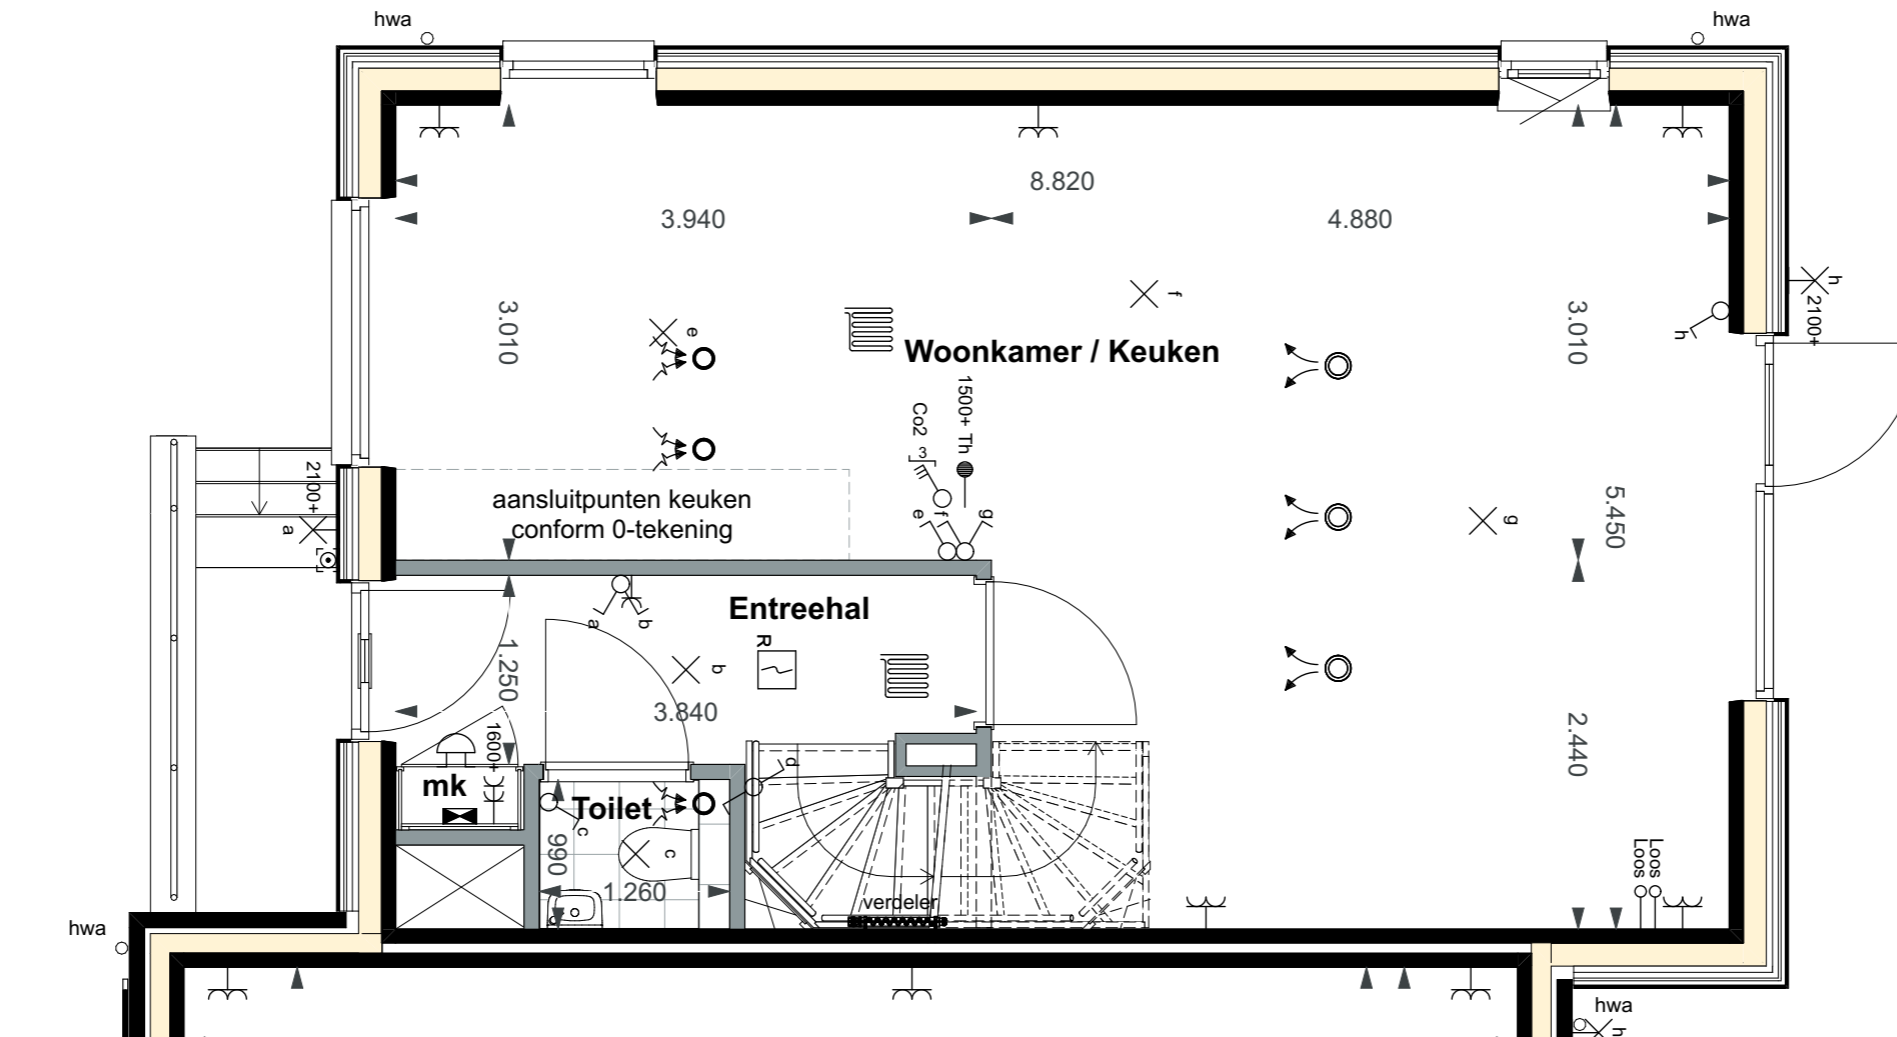 hwa
hwa
8.820
3.940
4.880
3.010
3.010
e
f
h
h
2100+
Woonkamer / Keuken
1500+ Th
Co2
3
e
f
g
g
5.450
2100+
a
aansluitpunten keuken
conform 0-tekening
Entreehal
a
b
R
b
1.250
3.840
2.440
1600+
mk
Toilet
d
c
c
990
1.260
verdeler
Loos
Loos
hwa
hwa
h